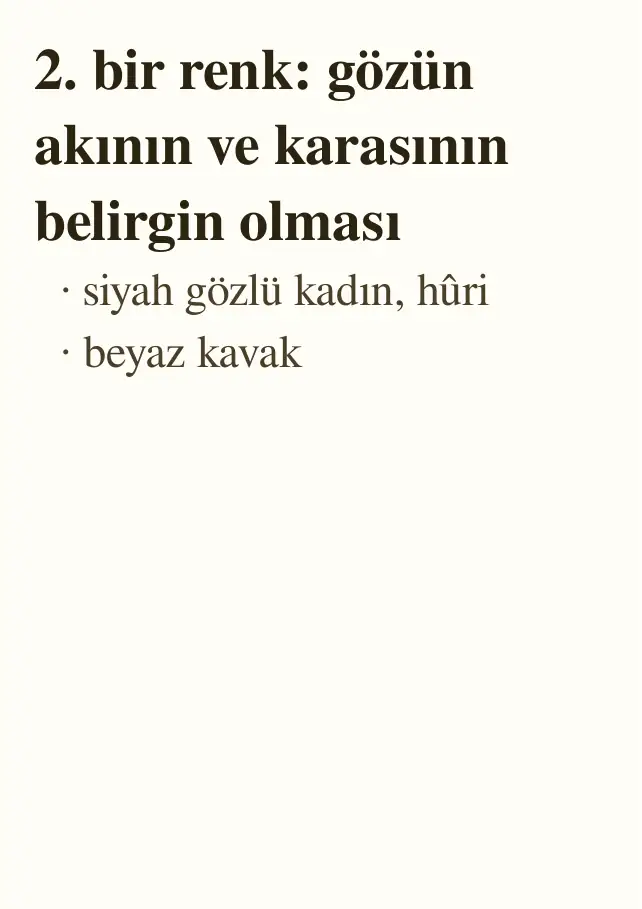 2. bir renk: gözün
akının ve karasının
belirgin olması
· siyah gözlü kadın, hûri
· beyaz kavak